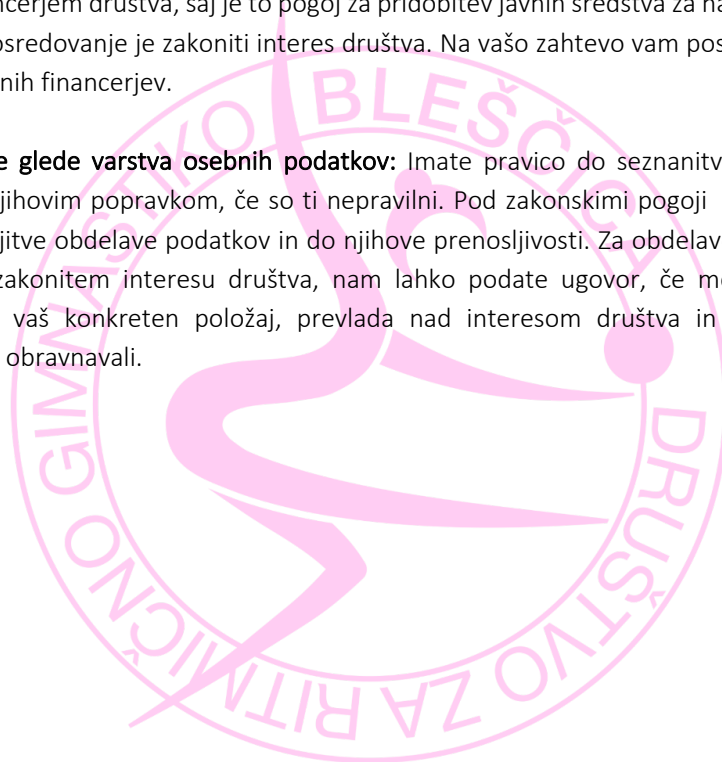 ncerjem društva, saj je to pogoj za pridobitev javnih sredstva za na
osredovanje je zakoniti interes društva. Na vašo zahtevo vam pos
nih financerjev.
e glede varstva osebnih podatkov: Imate pravico do seznanitv
jihovim popravkom, če so ti nepravilni. Pod zakonskimi pogoji
jitve obdelave podatkov in do njihove prenosljivosti. Za obdelav
zakonitem interesu društva, nam lahko podate ugovor, če m
vaš konkreten položaj, prevlada nad interesom društva in
obravnavali.
DRUŠTVO ZA RITMIČNO GIMNASTIKO BLEŠČICA